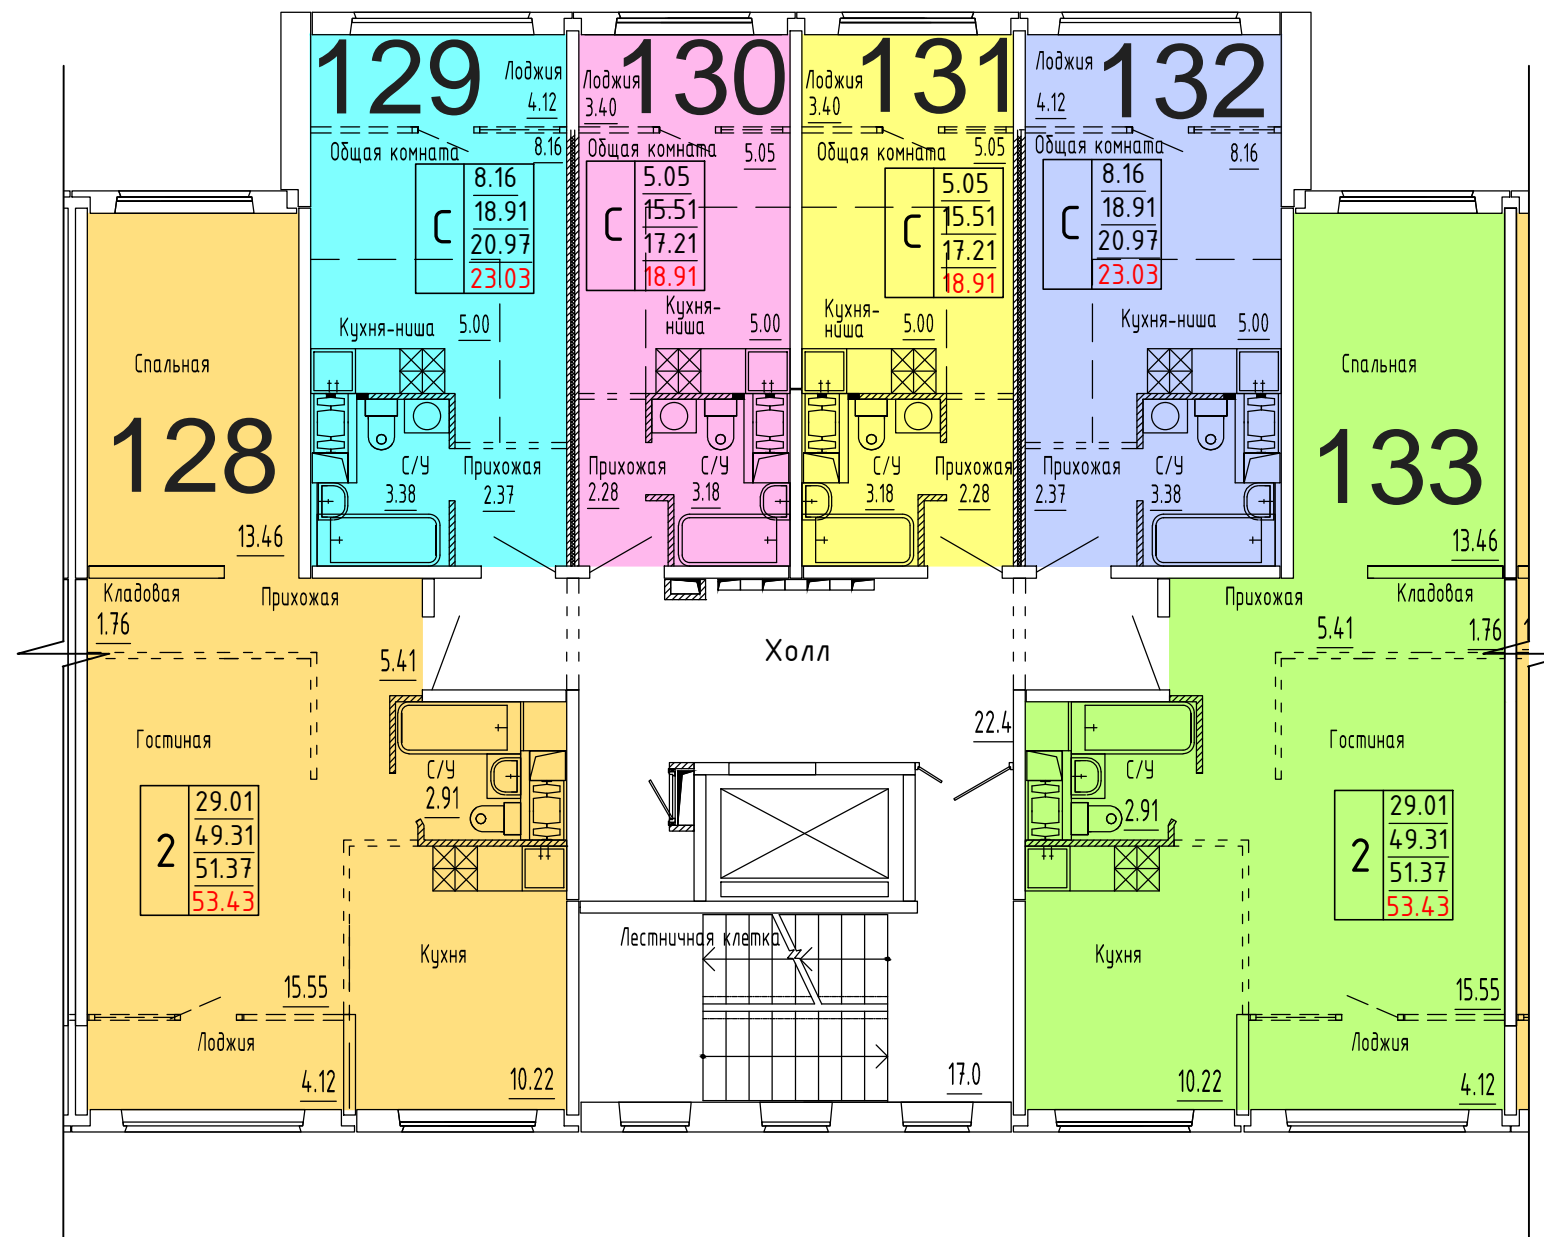 129
Лоджия
4.12
Общая комната
8.16
С
8.16
18.91
20.97
23.03
Кухня-ниша
5.00
С/У
3.38
Прихожая
2.37
130
Лоджия
3.40
Общая комната
5.05
С
5.05
15.51
17.21
18.91
Кухня-
ниша
5.00
Прихожая
2.28
С/У
3.18
131
Лоджия
3.40
Общая комната
5.05
С
5.05
15.51
17.21
18.91
Кухня-
ниша
5.00
С/У
3.18
Прихожая
2.28
132
Лоджия
4.12
Общая комната
8.16
С
8.16
18.91
20.97
23.03
Кухня-ниша
5.00
Прихожая
2.37
С/У
3.38
Спальная
128
13.46
Кладовая
1.76
Прихожая
5.41
Гостиная
2
29.01
49.31
51.37
53.43
С/У
2.91
Кухня
15.55
Лоджия
4.12
10.22
Холл
22.4
Лестничная клетка
17.0
Спальная
133
13.46
Прихожая
5.41
Кладовая
1.76
Гостиная
С/У
2.91
2
29.01
49.31
51.37
53.43
Кухня
15.55
Лоджия
10.22
4.12